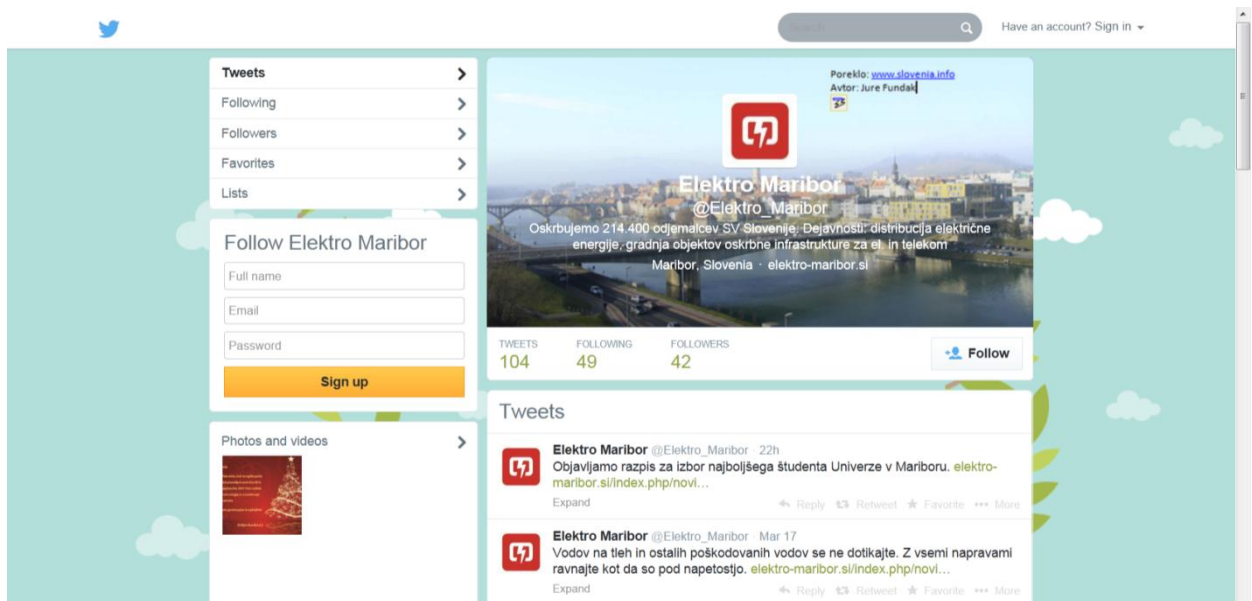 Have an account? Sign in
Tweets
Following
Followers
Favorites
Lists
Follow Elektro Maribor
Full name
Email
Password
Sign up
Photos and videos
Poreklo: www.slovenia.info
Avtor: Jure Fundak
Elektro Maribor
@Elektro_Maribor
Oskrbujemo 214.400 odjemalcev SV Slovenije. Dejavnosti: distribucija električne
energije, gradnja objektov oskrbne infrastrukture za el. in telekom
Maribor, Slovenia · elektro-maribor.si
TWEETS FOLLOWING FOLLOWERS
104 49 42
Follow
Tweets
Elektro Maribor @Elektro_Maribor · 22h
Objavljamo razpis za izbor najboljšega študenta Univerze v Mariboru. elektro-
maribor.si/index.php/novi…
Expand Reply Retweet Favorite More
Elektro Maribor @Elektro_Maribor · Mar 17
Vodov na tleh in ostalih poškodovanih vodov se ne dotikajte. Z vsemi napravami
ravnajte kot da so pod napetostjo. elektro-maribor.si/index.php/novi…
Expand Reply Retweet Favorite More